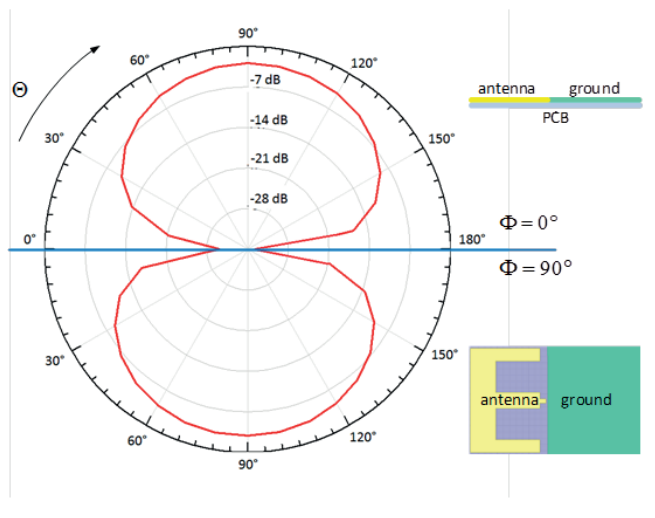 90°
60°
120°
Θ
-7 dB
antenna ground
PCB
-14 dB
30°
150°
-21 dB
-28 dB
Φ = 0°
0°
180°
Φ = 90°
30°
150°
antenna ground
60°
120°
90°